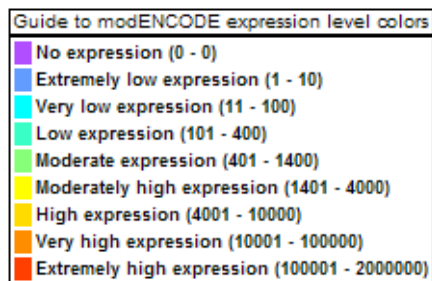 Guide to modENCODE expression level colors
No expression (0 - 0)
Extremely low expression (1 - 10)
Very low expression (11 - 100)
Low expression (101 - 400)
Moderate expression (401 - 1400)
Moderately high expression (1401 - 4000)
High expression (4001 - 10000)
Very high expression (10001 - 100000)
Extremely high expression (100001 - 2000000)